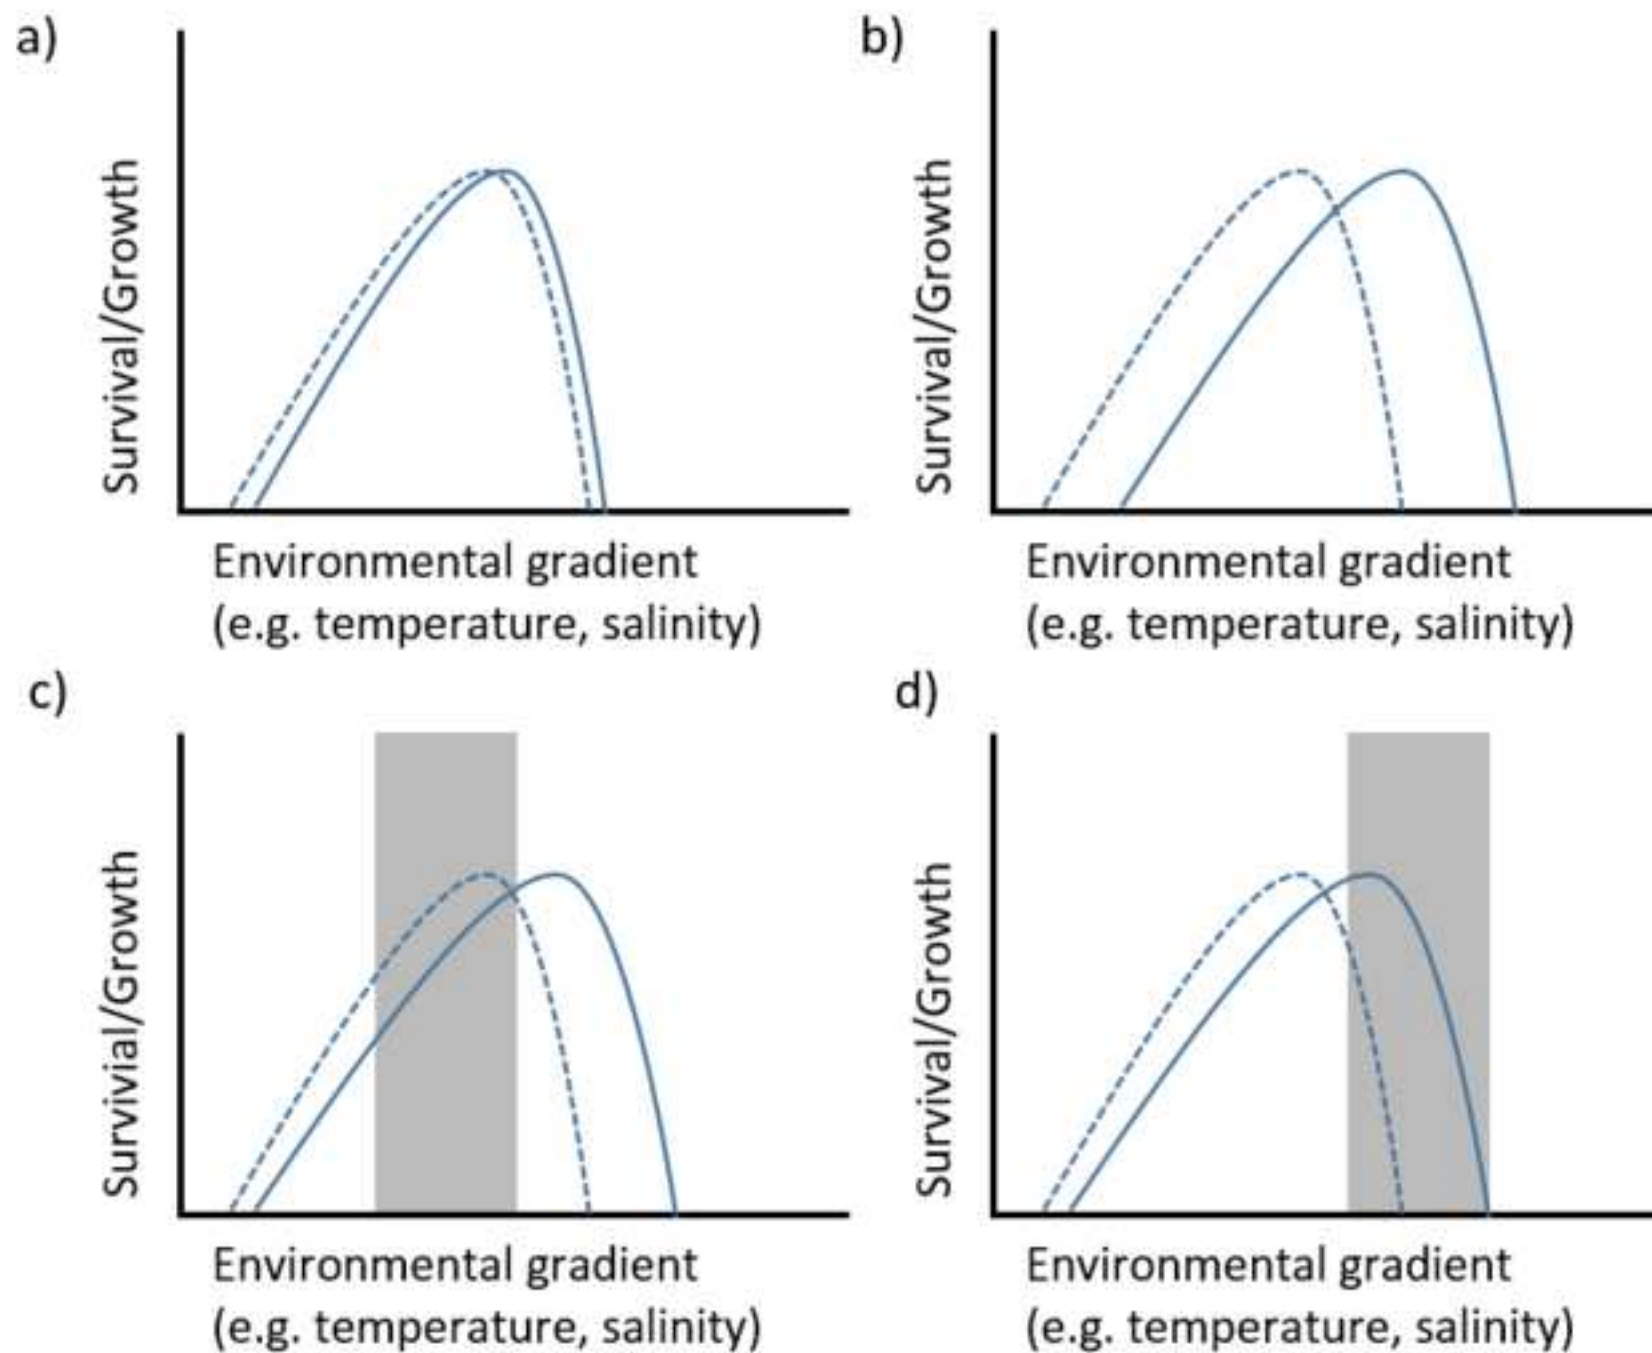 a)
Survival/Growth
Environmental gradient
(e.g. temperature, salinity)
b)
Survival/Growth
Environmental gradient
(e.g. temperature, salinity)
c)
Survivial/Growth
Environmental gradient
(e.g. temperature, salinity)
d)
Survival/Growth
Environmental gradient
(e.g. temperature, salinity)